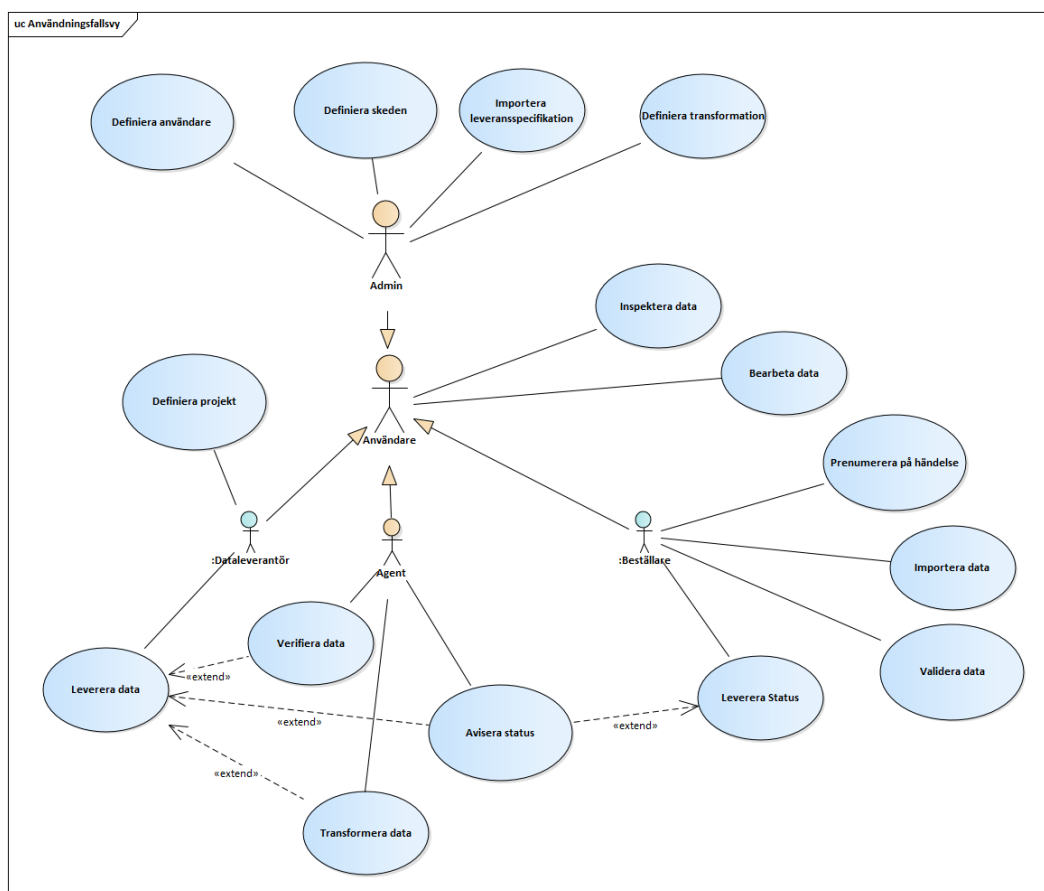 uc Användningsfallsvy
Definiera användare
Definiera skeden
Importera
leveransspecifikation
Definiera transformation
Admin
Inspektera data
Bearbeta data
Definiera projekt
Användare
Prenumerera på händelse
:Dataleverantör
Agent
:Beställare
Importera data
Verifiera data
Validera data
«extend»
Leverera data
Leverera Status
«extend»
Avisera status
«extend»
«extend»
Transformera data